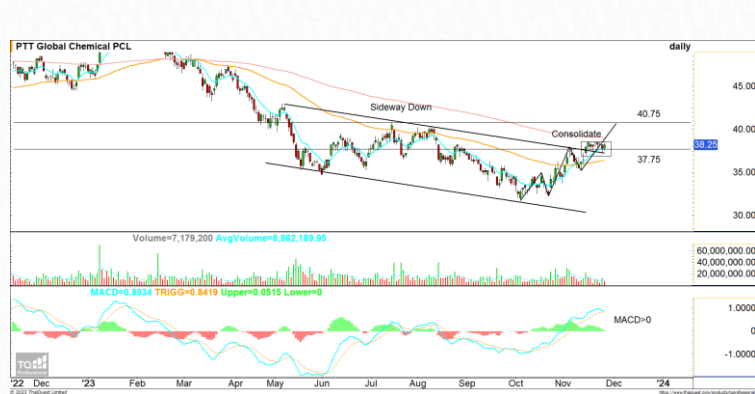 PTT Global Chemical PCL daily
45.00
Sideway Down
40.75
40.00
Consolidate
38.25
37.75
35.00
30.00
Volume=7,179,200 AvgVolume=8,862,189.95
60,000,000.00
40,000,000.00
20,000,000.00
MACD=0.8934 TRIGG=0.8419 Upper=0.0515 Lower=0
1.0000
MACD>0
0
-1.0000
TQ
Professional
'22 Dec '23 Feb Mar Apr May Jun Jul Aug Sep Oct Nov Dec '24
© 2023 ThaiQuest Limited